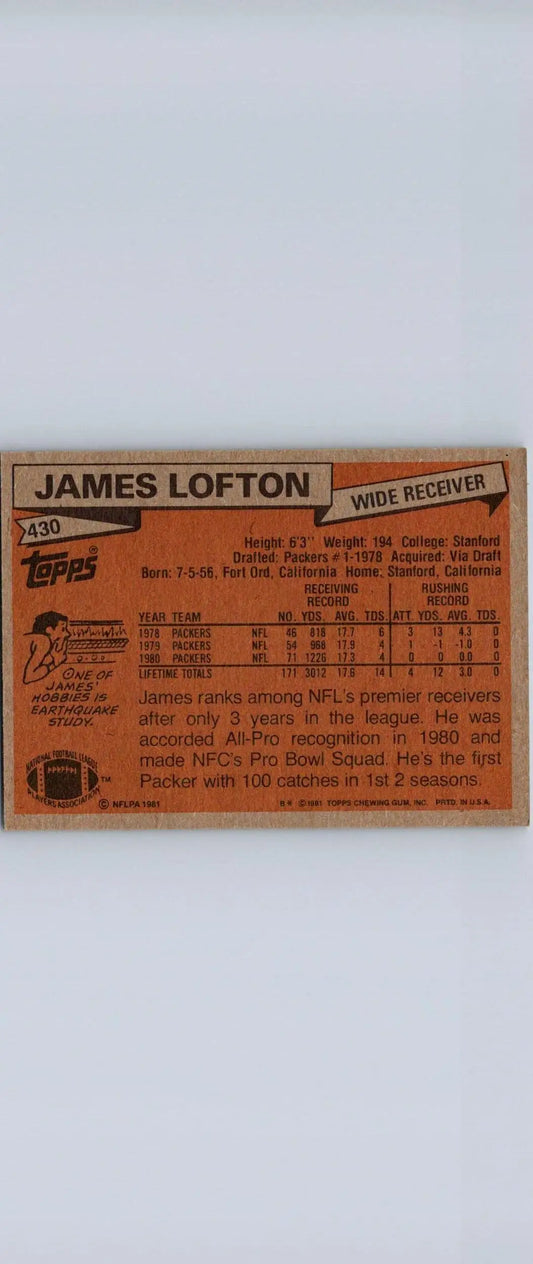 JAMES LOFTON
WIDE RECEIVER
430
topps®
Height: 6'3" Weight: 194 College: Stanford
Drafted: Packers #1-1978 Acquired: Via Draft
Born: 7-5-56, Fort Ord, California Home: Stanford, California
RECEIVING RECORD RUSHING RECORD
YEAR TEAM NO. YDS. AVG. TDS ATT. YDS. AVG. TDS.
1978 PACKERS NFL 46 818 17.7 6 3 13 4.3 0
1979 PACKERS NFL 54 968 17.9 4 1 -1 -1.0 0
1980 PACKERS NFL 71 1226 17.3 4 0 0 0.0 0
LIFETIME TOTALS 171 3012 17.6 14 4 12 3.0 0
ONE OF
JAMES'
HOBBIES IS
EARTHQUAKE
STUDY.
James ranks among NFL's premier receivers
after only 3 years in the league. He was
accorded All-Pro recognition in 1980 and
made NFC's Pro Bowl Squad. He's the first
Packer with 100 catches in 1st 2 seasons.
NATIONAL FOOTBALL LEAGUE
PLAYERS ASSOCIATION
TM
© NFLPA 1981
B* © 1981 TOPPS CHEWING GUM, INC. PRTD. IN U.S.A.